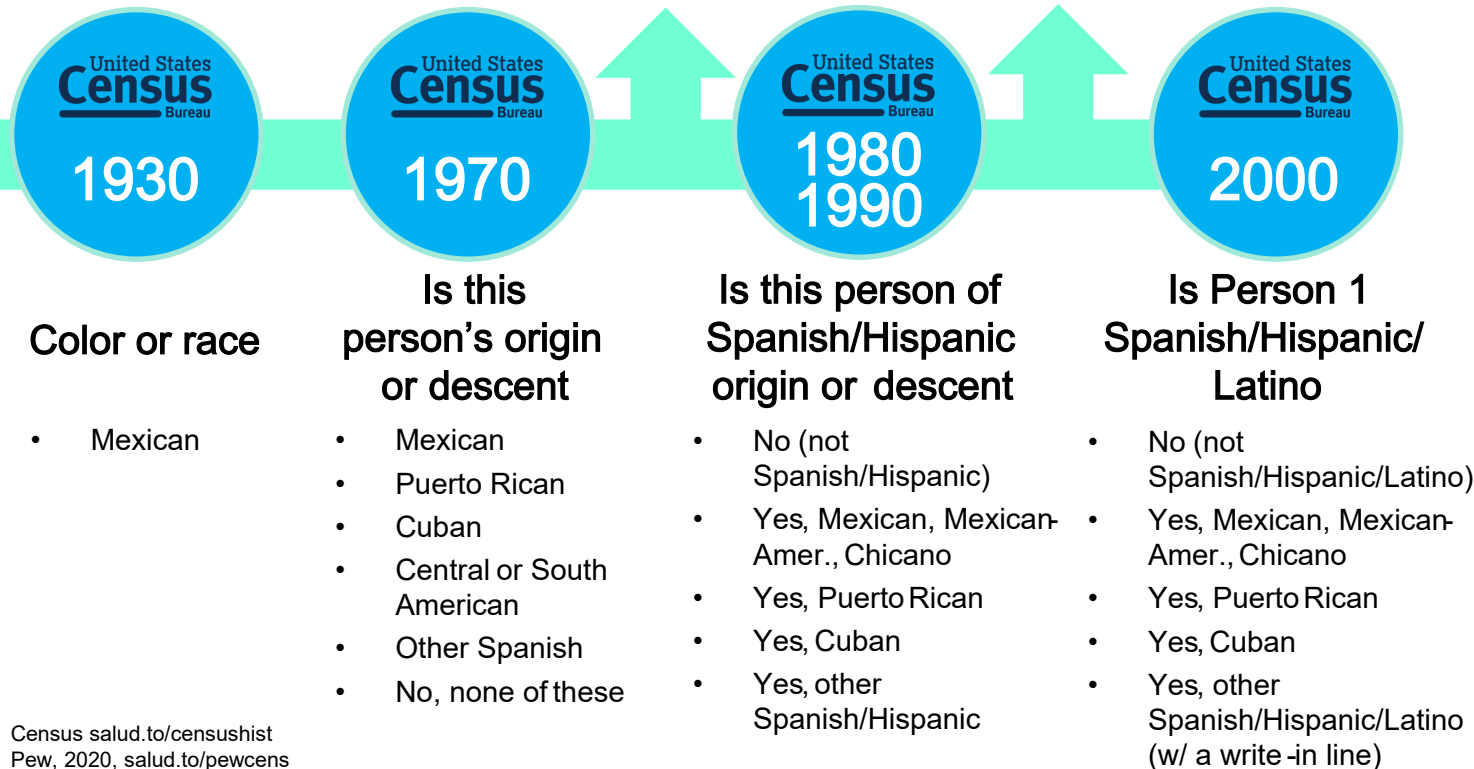 United States
Census
Bureau
1930
Color or race
• Mexican
United States
Census
Bureau
1970
Is this
person’s origin
or descent
• Mexican
• Puerto Rican
• Cuban
• Central or South
American
• Other Spanish
• No, none of these
United States
Census
Bureau
1980
1990
Is this person of
Spanish/Hispanic
origin or descent
• No (not
Spanish/Hispanic)
• Yes, Mexican, Mexican-
Amer., Chicano
• Yes, Puerto Rican
• Yes, Cuban
• Yes, other
Spanish/Hispanic
United States
Census
Bureau
2000
Is Person 1
Spanish/Hispanic/
Latino
• No (not
Spanish/Hispanic/Latino)
• Yes, Mexican, Mexican-
Amer., Chicano
• Yes, Puerto Rican
• Yes, Cuban
• Yes, other
Spanish/Hispanic/Latino
(w/ a write-in line)
Census salud.to/censushist
Pew, 2020, salud.to/pewcens